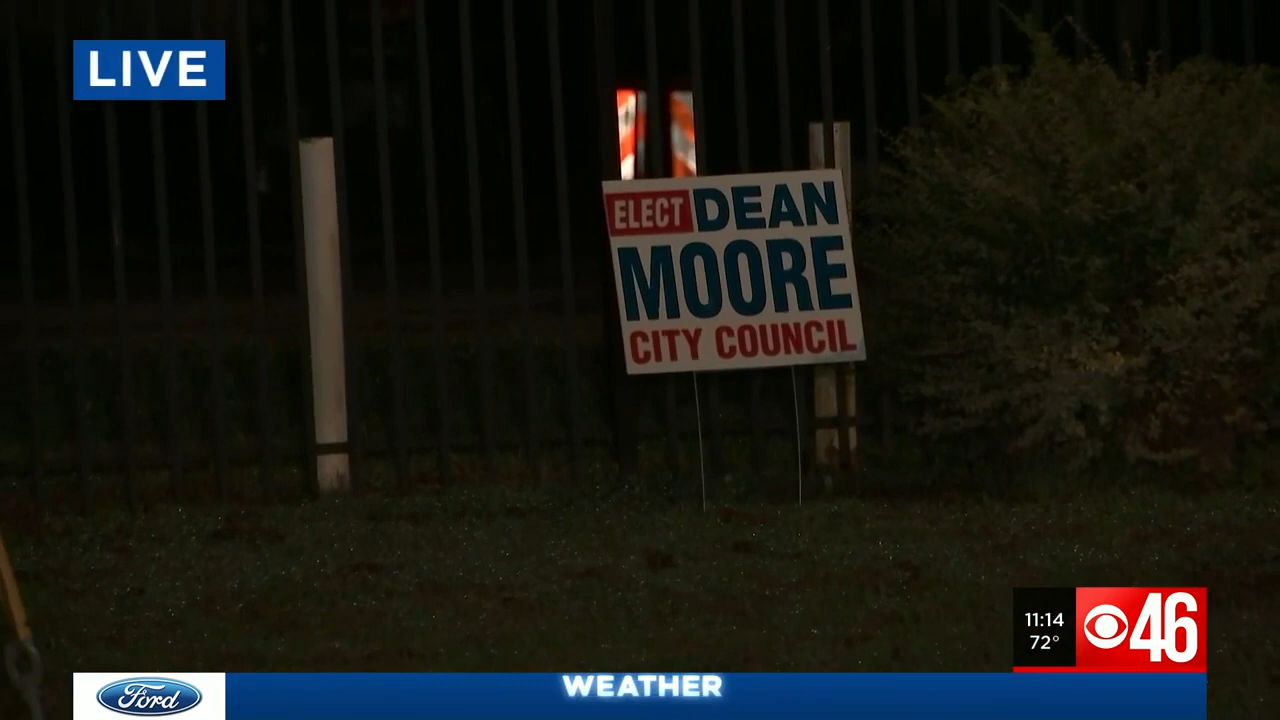 LIVE
ELECT DEAN
MOORE
CITY COUNCIL
11:14
72°
46
Ford
WEATHER